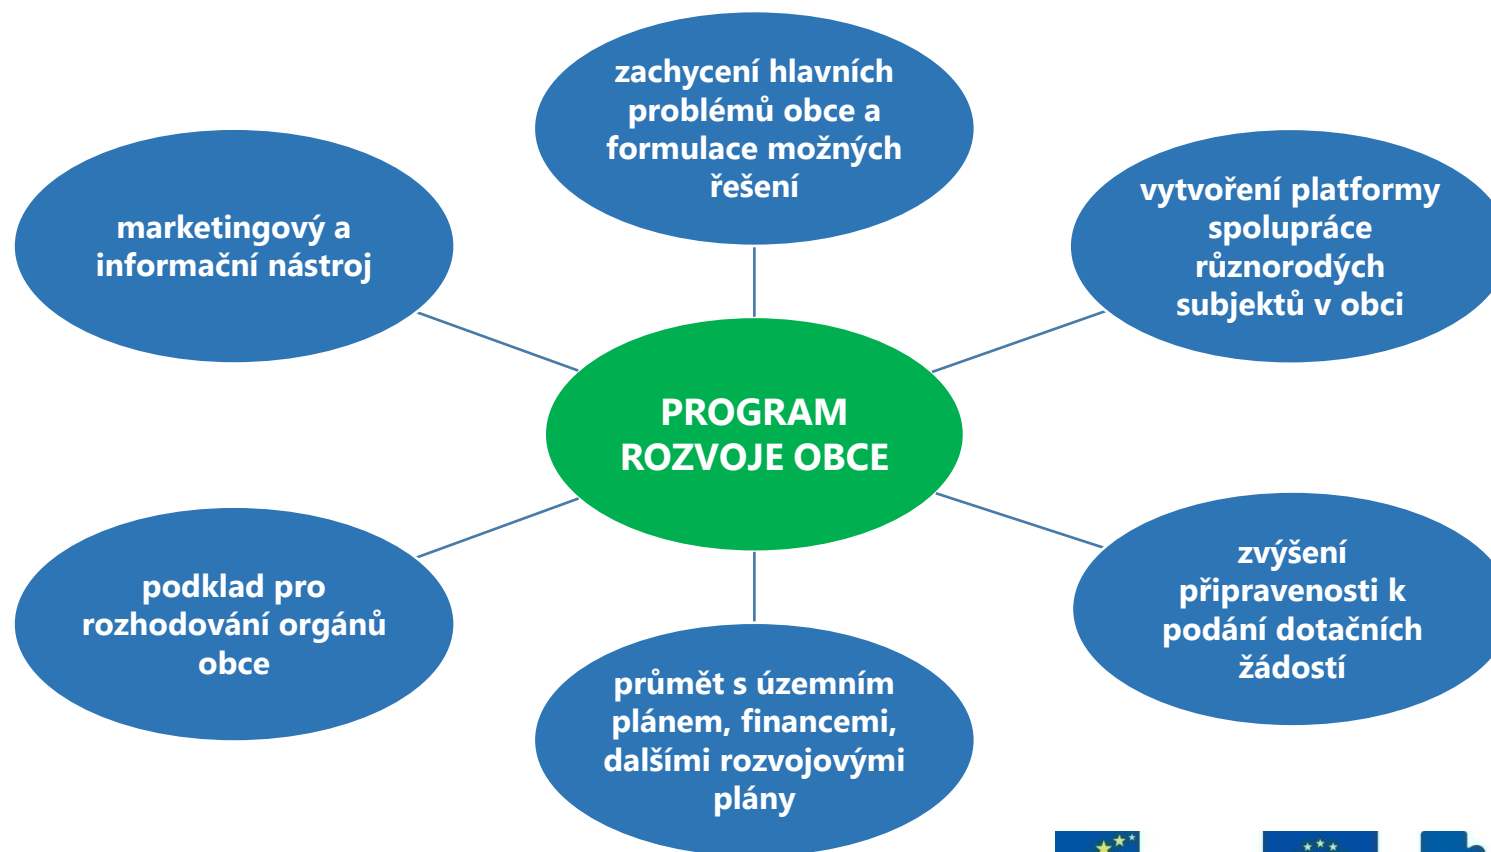 zachycení hlavních
problémů obce a
formulace možných
řešení
marketingový a
informační nástroj
vytvoření platformy
spolupráce
různorodých
subjektů v obci
PROGRAM
ROZVOJE OBCE
podklad pro
rozhodování orgánů
obce
zvýšení
připravenosti k
podání dotačních
žádostí
průmět s územním
plánem, financemi,
dalšími rozvojovými
plány